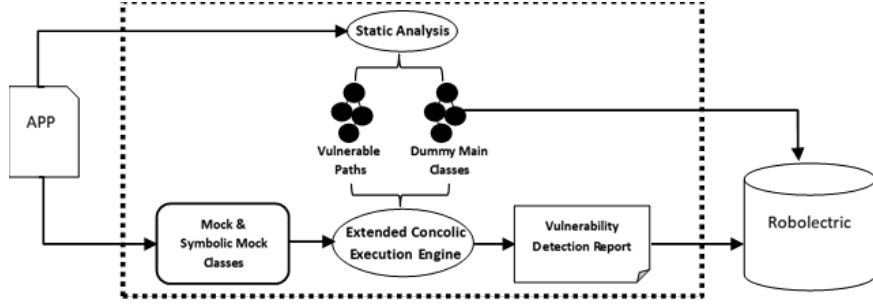 Static Analysis
APP
Vulnerable
Paths
Dummy Main
Classes
Mock &
Symbolic Mock
Classes
Extended Concolic
Execution Engine
Vulnerability
Detection Report
Robolectric